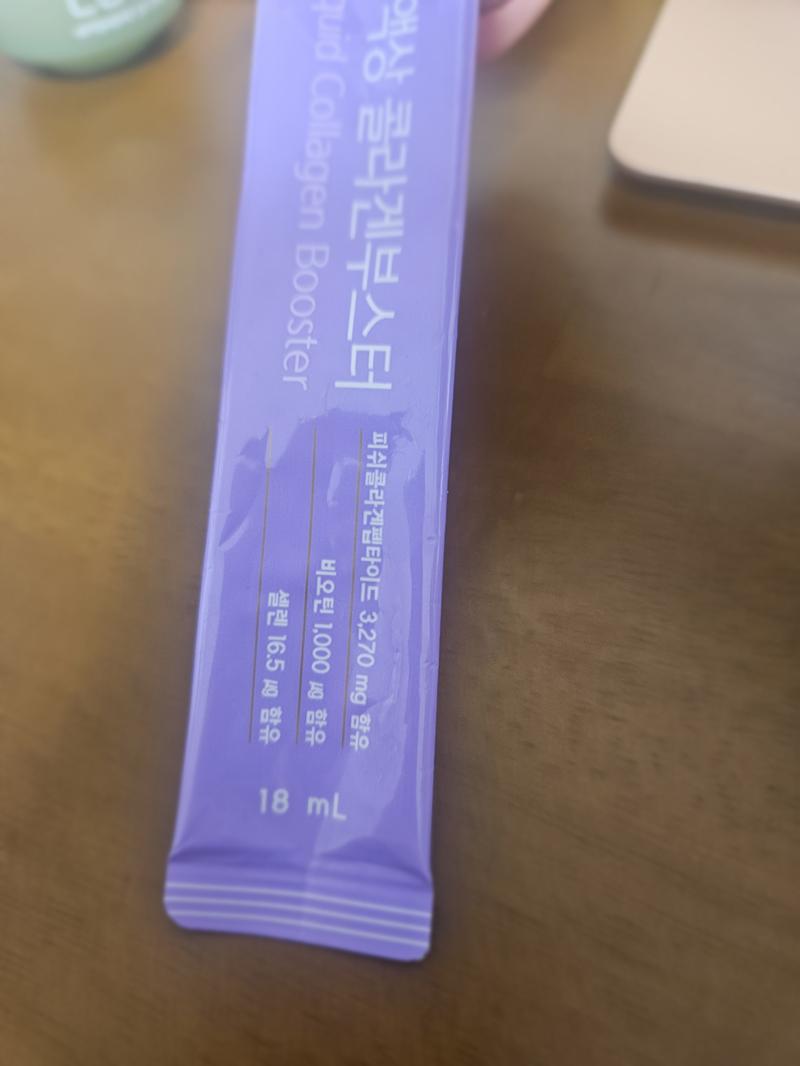 액상 콜라겐부스터
quid Collagen Booster
피쉬콜라겐펩타이드 3,270 mg 함유
비오틴 1,000 ㎍ 함유
셀렌 16.5 ㎍ 함유
18 mL